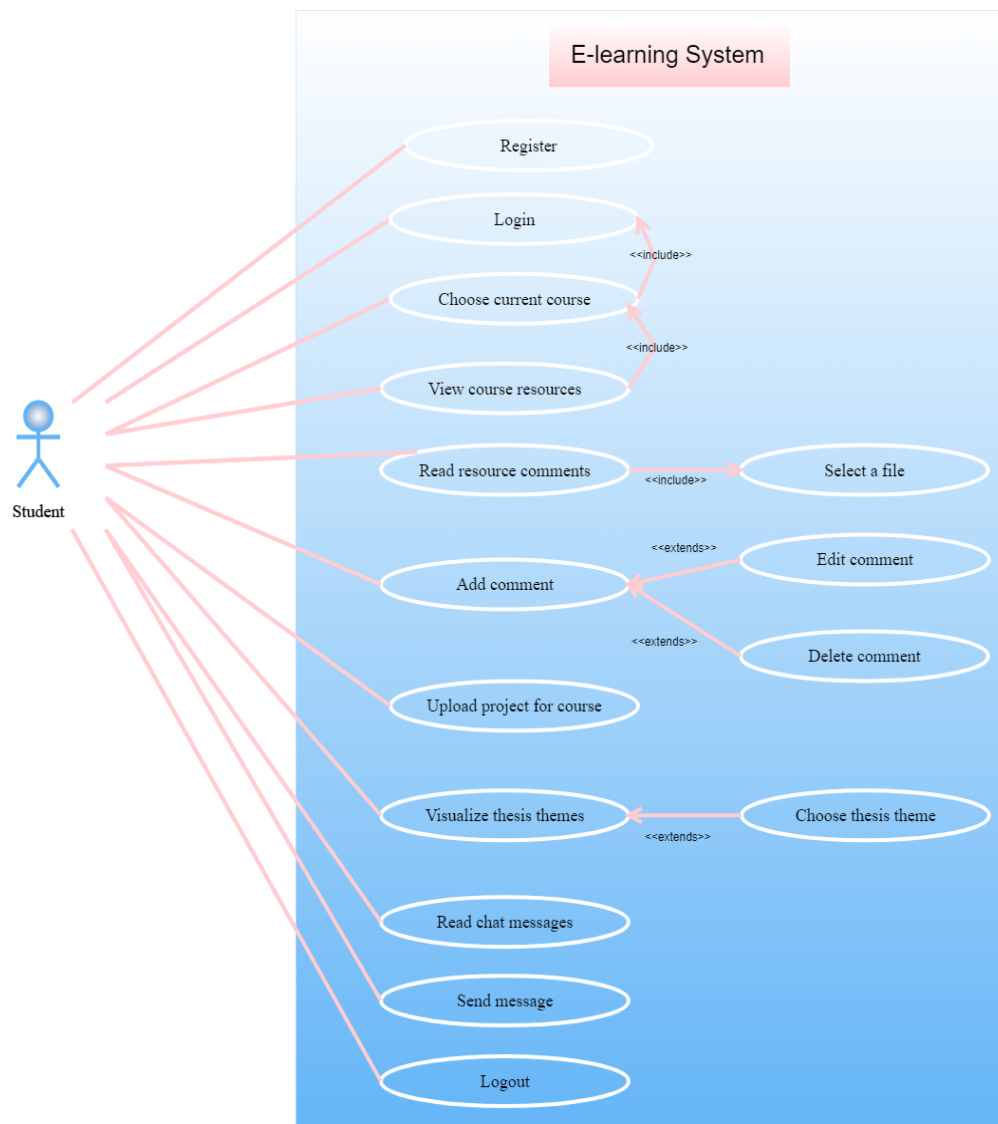 E-learning System
Register
Login
<<include>>
Choose current course
<<include>>
View course resources
Read resource comments
<<include>>
Select a file
Student
<<extends>>
Edit comment
Add comment
<<extends>>
Delete comment
Upload project for course
Visualize thesis themes
<<extends>>
Choose thesis theme
Read chat messages
Send message
Logout